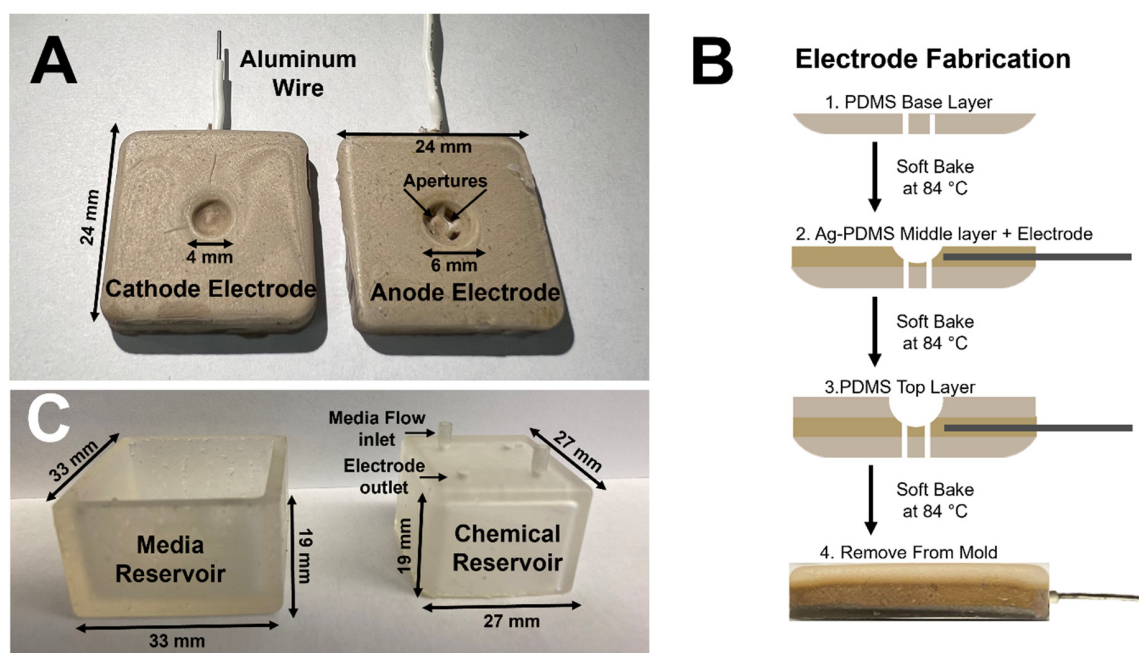 A
Aluminum
Wire
24 mm
4 mm
Cathode Electrode
24 mm
Apertures
6 mm
Anode Electrode
B
Electrode Fabrication
1. PDMS Base Layer
Soft Bake
at 84 °C
2. Ag-PDMS Middle layer + Electrode
Soft Bake
at 84 °C
3.PDMS Top Layer
Soft Bake
at 84 °C
4. Remove From Mold
C
33 mm
Media
Reservoir
19 mm
33 mm
Media Flow
inlet
Electrode
outlet
27 mm
19 mm
Chemical
Reservoir
27 mm